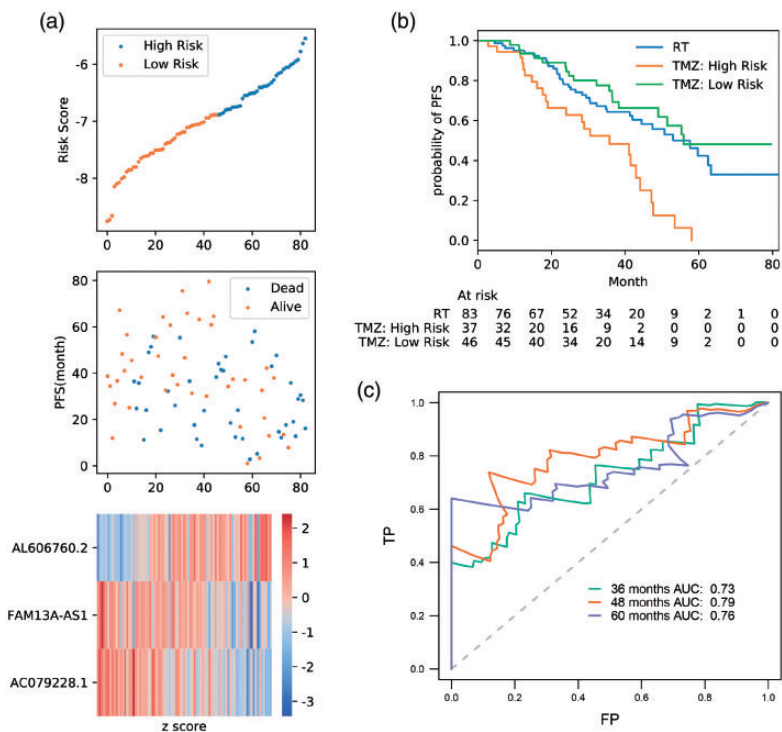 (a)
High Risk
Low Risk
Risk Score
-6
-7
-8
0 20 40 60 80
Dead
Alive
PFS(month)
80
60
40
20
0
0 20 40 60 80
AL606760.2
FAM13A-AS1
AC079228.1
z score
2
1
0
-1
-2
-3
(b)
RT
TMZ: High Risk
TMZ: Low Risk
probability of PFS
1.0
0.8
0.6
0.4
0.2
0.0
0 20 40 60 80
Month
At risk
RT 83 76 67 52 34 20 9 2 1 0
TMZ: High Risk 37 32 20 16 9 2 0 0 0 0
TMZ: Low Risk 46 45 40 34 20 14 9 2 0 0
(c)
TP
1.0
0.8
0.6
0.4
0.2
0.0
36 months AUC: 0.73
48 months AUC: 0.79
60 months AUC: 0.76
0.0 0.2 0.4 0.6 0.8 1.0
FP